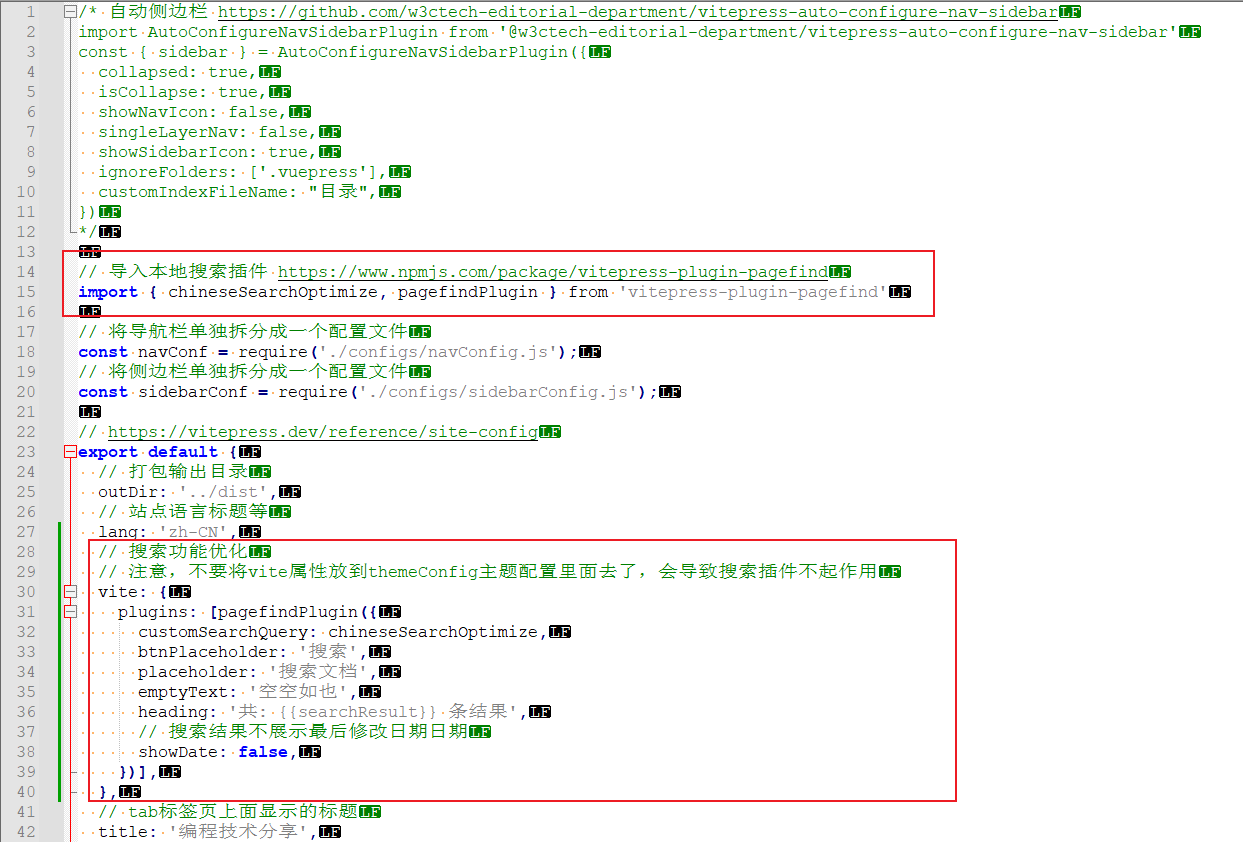 1 /* 自动侧边栏 https://github.com/w3ctech-editorial-department/vitepress-auto-configure-nav-sidebar LF
2 import AutoConfigureNavSidebarPlugin from '@w3ctech-editorial-department/vitepress-auto-configure-nav-sidebar' LF
3 const { sidebar } = AutoConfigureNavSidebarPlugin({ LF
4 collapsed: true, LF
5 isCollapse: true, LF
6 showNavIcon: false, LF
7 singleLayerNav: false, LF
8 showSidebarIcon: true, LF
9 ignoreFolders: ['.vuepress'], LF
10 customIndexFileName: "目录", LF
11 }) LF
12 */ LF
13 LF
14 // 导入本地搜索插件 https://www.npmjs.com/package/vitepress-plugin-pagefind LF
15 import { chineseSearchOptimize, pagefindPlugin } from 'vitepress-plugin-pagefind' LF
16 LF
17 // 将导航栏单独拆分成一个配置文件 LF
18 const navConf = require('./configs/navConfig.js'); LF
19 // 将侧边栏单独拆分成一个配置文件 LF
20 const sidebarConf = require('./configs/sidebarConfig.js'); LF
21 LF
22 // https://vitepress.dev/reference/site-config LF
23 export default { LF
24 // 打包输出目录 LF
25 outDir: '../dist', LF
26 // 站点语言标题等 LF
27 lang: 'zh-CN', LF
28 // 搜索功能优化 LF
29 // 注意，不要将vite属性放到themeConfig主题配置里面去了，会导致搜索插件不起作用 LF
30 vite: { LF
31 plugins: [pagefindPlugin({ LF
32 customSearchQuery: chineseSearchOptimize, LF
33 btnPlaceholder: '搜索', LF
34 placeholder: '搜索文档', LF
35 emptyText: '空空如也', LF
36 heading: '共: {{searchResult}} 条结果', LF
37 // 搜索结果不展示最后修改日期日期 LF
38 showDate: false, LF
39 })], LF
40 }, LF
41 // tab标签页上面显示的标题 LF
42 title: '编程技术分享', LF